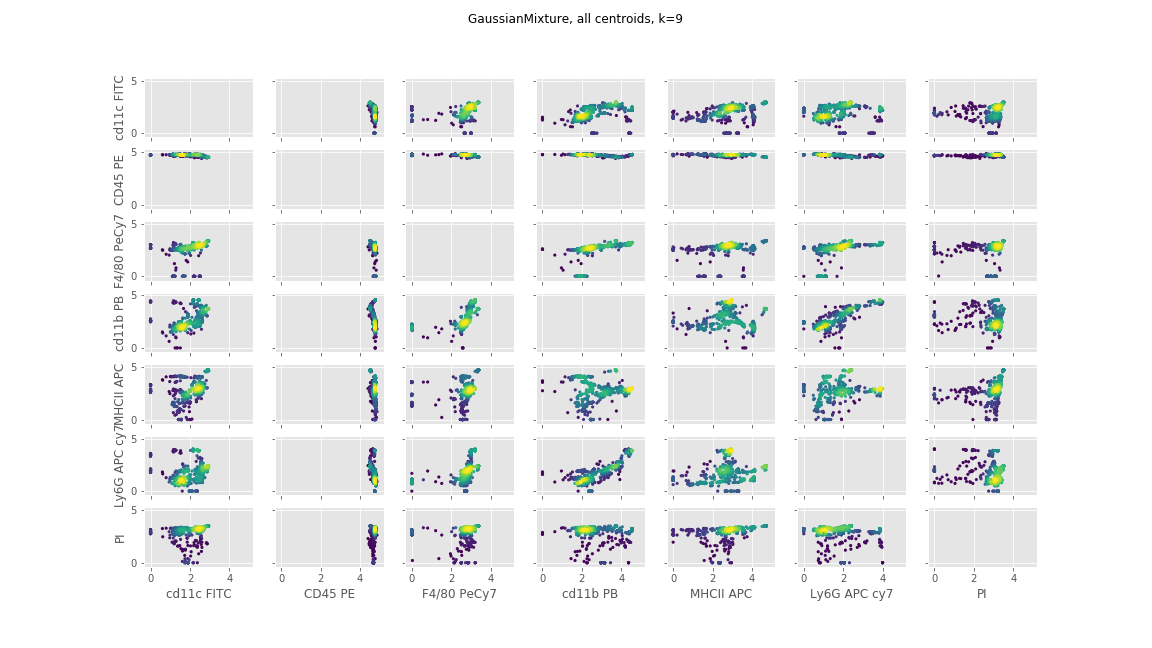 GaussianMixture, all centroids, k=9
cd11c FITC
5
0
CD45 PE
5
0
F4/80 PeCy7
5
0
cd11b PB
5
0
MHCII APC
5
0
Ly6G APC cy7
5
0
PI
5
0
0 2 4 0 2 4 0 2 4 0 2 4 0 2 4 0 2 4 0 2 4
cd11c FITC CD45 PE F4/80 PeCy7 cd11b PB MHCII APC Ly6G APC cy7 PI